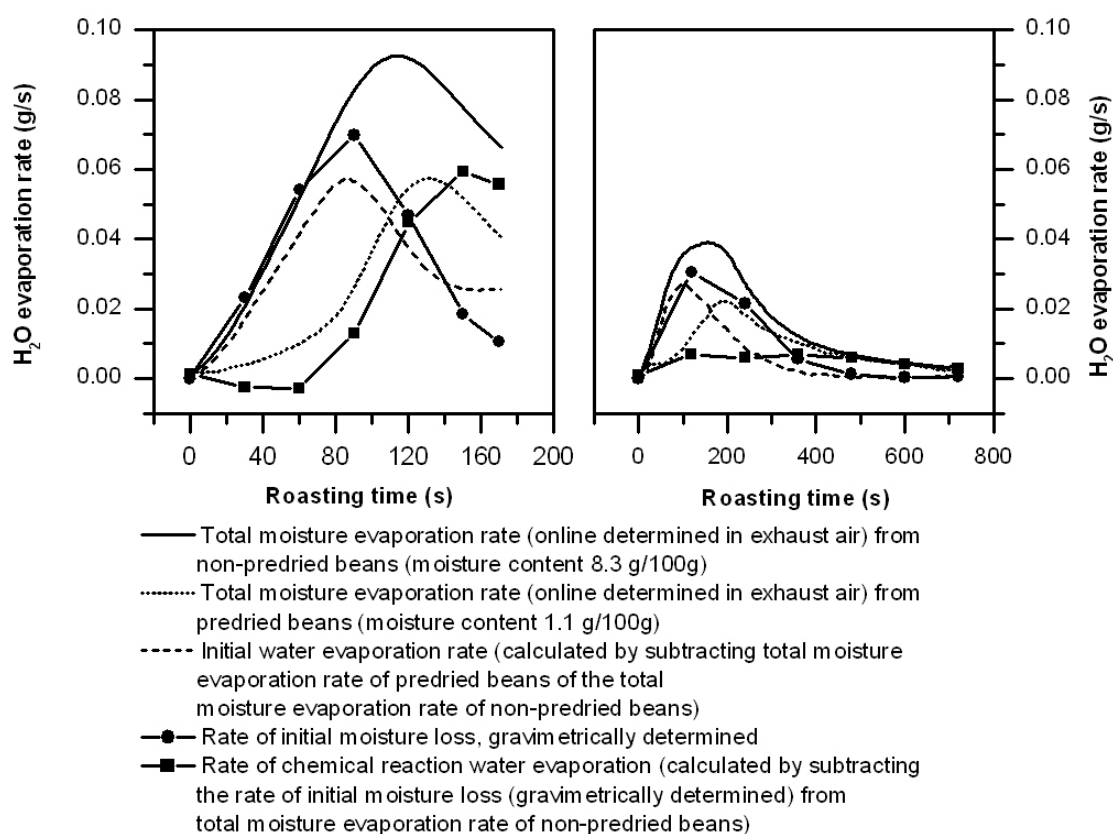 0.10
0.08
0.06
0.04
0.02
0.00
H2O evaporation rate (g/s)
0 40 80 120 160 200
Roasting time (s)
0.10
0.08
0.06
0.04
0.02
0.00
H2O evaporation rate (g/s)
0 200 400 600 800
Roasting time (s)
Total moisture evaporation rate (online determined in exhaust air) from
non-predried beans (moisture content 8.3 g/100g)
Total moisture evaporation rate (online determined in exhaust air) from
predried beans (moisture content 1.1 g/100g)
Initial water evaporation rate (calculated by subtracting total moisture
evaporation rate of predried beans of the total
moisture evaporation rate of non-predried beans)
Rate of initial moisture loss, gravimetrically determined
Rate of chemical reaction water evaporation (calculated by subtracting
the rate of initial moisture loss (gravimetrically determined) from
total moisture evaporation rate of non-predried beans)